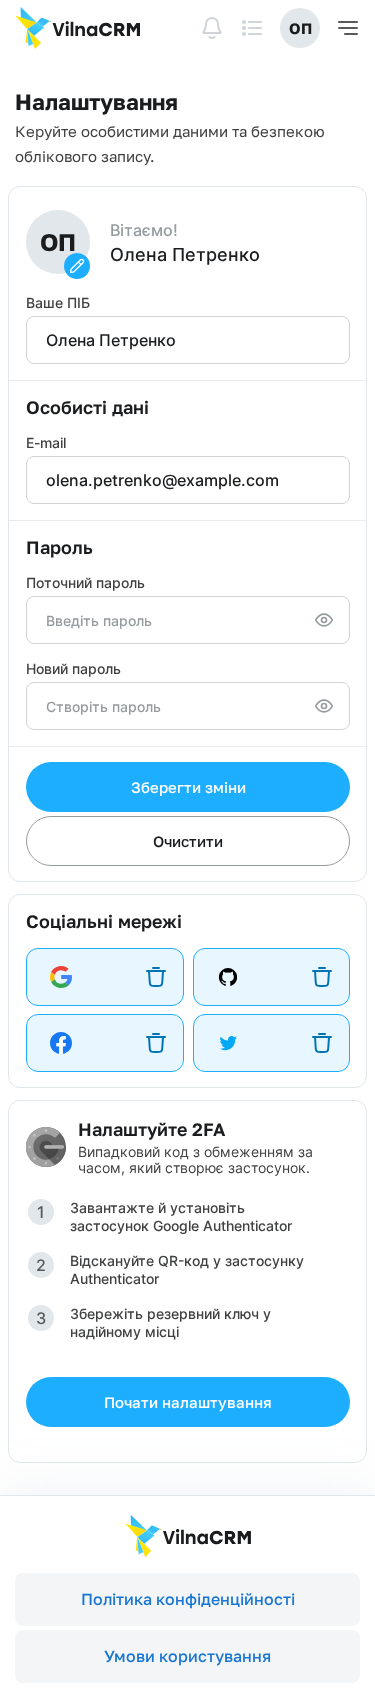 VilnaCRM
ОП
Налаштування
Керуйте особистими даними та безпекою
облікового запису.
ОП
Вітаємо!
Олена Петренко
Ваше ПІБ
Олена Петренко
Особисті дані
E-mail
olena.petrenko@example.com
Пароль
Поточний пароль
Введіть пароль
Новий пароль
Створіть пароль
Зберегти зміни
Очистити
Соціальні мережі
Налаштуйте 2FA
Випадковий код з обмеженням за
часом, який створює застосунок.
1
Завантажте й установіть
застосунок Google Authenticator
2
Відскануйте QR-код у застосунку
Authenticator
3
Збережіть резервний ключ у
надійному місці
Почати налаштування
VilnaCRM
Політика конфіденційності
Умови користування